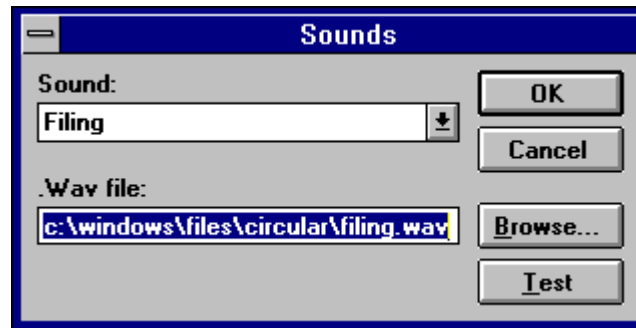 Sounds
Sound:
Filing
OK
Cancel
.Wav file:
c:\windows\files\circular\filing.wav
Browse...
Test